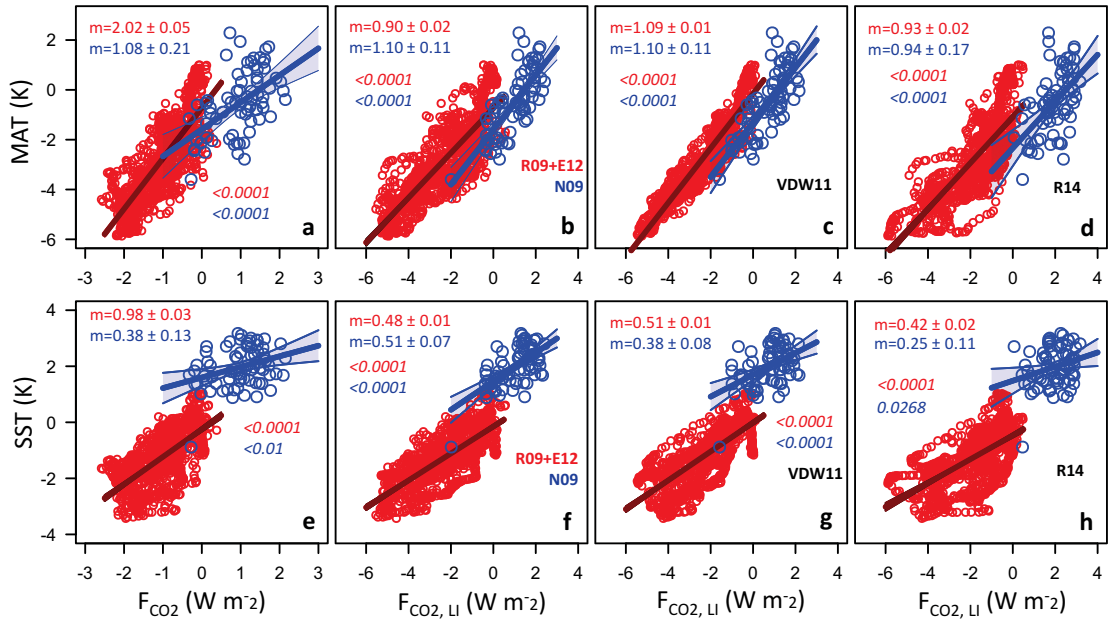 m=2.02 ± 0.05
m=1.08 ± 0.21
<0.0001
<0.0001
a
m=0.90 ± 0.02
m=1.10 ± 0.11
<0.0001
<0.0001
R09+E12
N09
b
m=1.09 ± 0.01
m=1.10 ± 0.11
<0.0001
<0.0001
VDW11
c
m=0.93 ± 0.02
m=0.94 ± 0.17
<0.0001
<0.0001
R14
d
MAT (K)
2
0
-2
-4
-6
-3 -2 -1 0 1 2 3
-6 -4 -2 0 2 4
-6 -4 -2 0 2 4
-6 -4 -2 0 2 4
m=0.98 ± 0.03
m=0.38 ± 0.13
<0.0001
<0.01
e
m=0.48 ± 0.01
m=0.51 ± 0.07
<0.0001
<0.0001
R09+E12
N09
f
m=0.51 ± 0.01
m=0.38 ± 0.08
<0.0001
<0.0001
VDW11
g
m=0.42 ± 0.02
m=0.25 ± 0.11
<0.0001
0.0268
R14
h
SST (K)
4
2
0
-2
-4
-3 -2 -1 0 1 2 3
-6 -4 -2 0 2 4
-6 -4 -2 0 2 4
-6 -4 -2 0 2 4
FCO2 (W m-2)
FCO2, LI (W m-2)
FCO2, LI (W m-2)
FCO2, LI (W m-2)